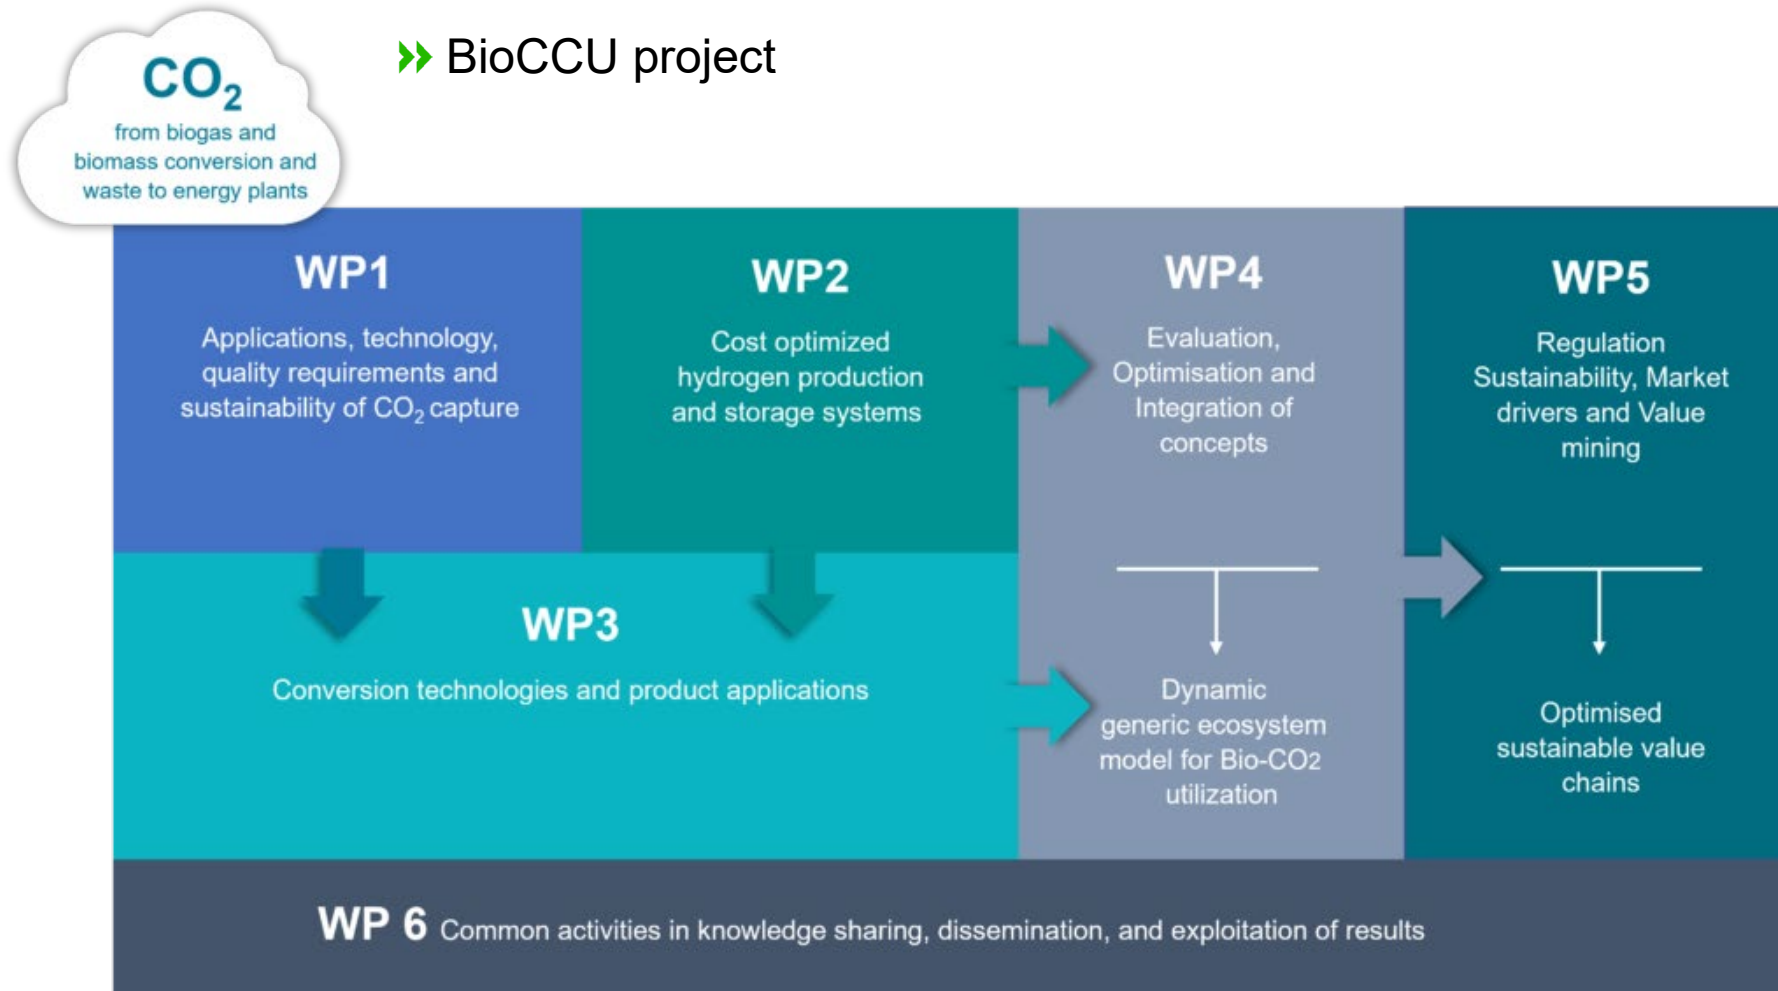 BioCCU project
CO₂
from biogas and
biomass conversion and
waste to energy plants
WP1
Applications, technology,
quality requirements and
sustainability of CO₂ capture
WP2
Cost optimized
hydrogen production
and storage systems
WP3
Conversion technologies and product applications
WP4
Evaluation,
Optimisation and
Integration of
concepts
Dynamic
generic ecosystem
model for Bio-CO2
utilization
WP5
Regulation
Sustainability, Market
drivers and Value
mining
Optimised
sustainable value
chains
WP 6 Common activities in knowledge sharing, dissemination, and exploitation of results